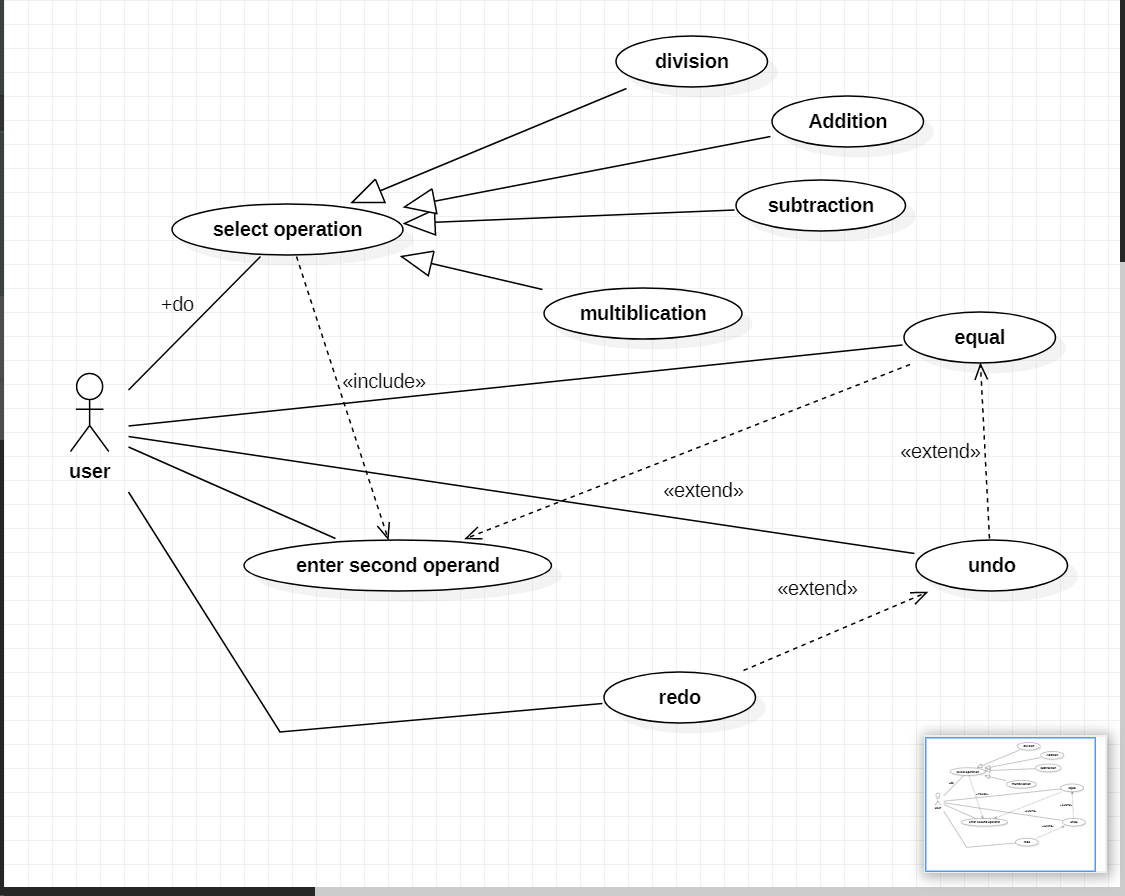 division
Addition
subtraction
select operation
+do
multiblication
equal
«include»
«extend»
user
«extend»
enter second operand
undo
«extend»
redo